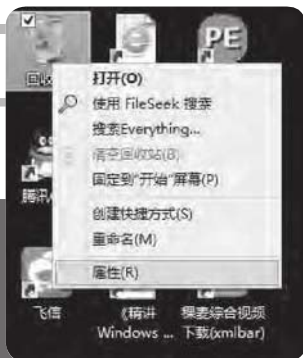 PE
回收
打开(O)
使用 FileSeek 搜索
搜索Everything...
清空回收站(B)
固定到"开始"屏幕(P)
腾讯
创建快捷方式(S)
重命名(M)
属性(R)
飞信
《精讲
Windows ...
稞麦综合视频
下载(xmlbar)